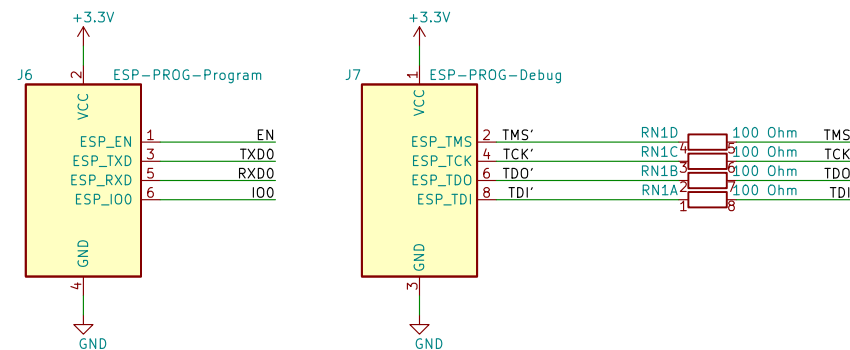 +3.3V
J6
2
ESP-PROG-Program
VCC
ESP_EN
1
EN
ESP_TXD
3
TXD0
ESP_RXD
5
RXD0
ESP_IO0
6
IO0
GND
4
GND
+3.3V
J7
1
ESP-PROG-Debug
VCC
ESP_TMS
2
TMS'
RN1D
4
5
100 Ohm
TMS
ESP_TCK
4
TCK'
RN1C
3
6
100 Ohm
TCK
ESP_TDO
6
TDO'
RN1B
2
7
100 Ohm
TDO
ESP_TDI
8
TDI'
RN1A
1
8
100 Ohm
TDI
GND
3
GND